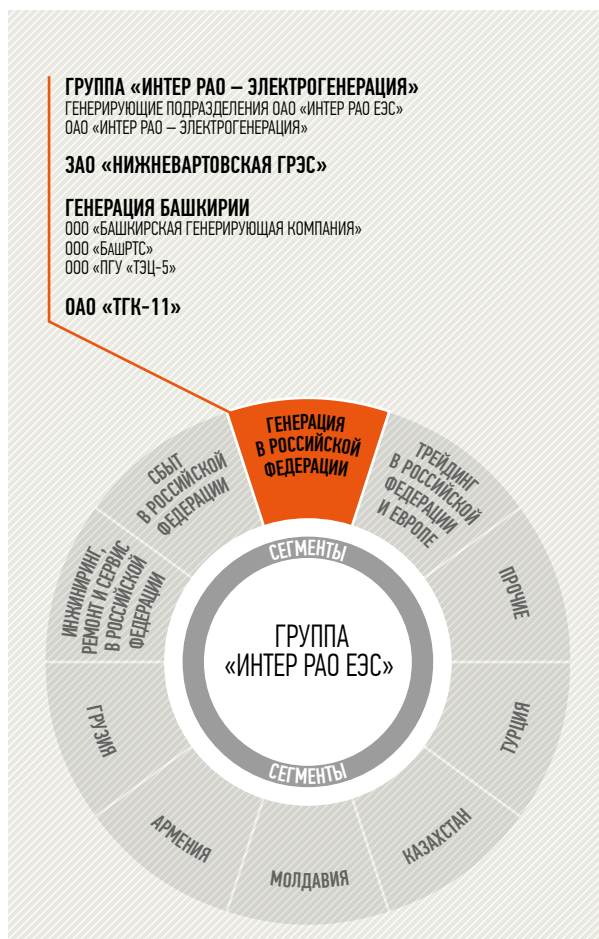 ГРУППА «ИНТЕР РАО – ЭЛЕКТРОГЕНЕРАЦИЯ»
ГЕНЕРИРУЮЩИЕ ПОДРАЗДЕЛЕНИЯ ОАО «ИНТЕР РАО ЕЭС»
ОАО «ИНТЕР РАО – ЭЛЕКТРОГЕНЕРАЦИЯ»
ЗАО «НИЖНЕВАРТОВСКАЯ ГРЭС»
ГЕНЕРАЦИЯ БАШКИРИИ
ООО «БАШКИРСКАЯ ГЕНЕРИРУЮЩАЯ КОМПАНИЯ»
ООО «БашРТС»
ООО «ПГУ «ТЭЦ-5»
ОАО «ТГК-11»
ГЕНЕРАЦИЯ
В РОССИЙСКОЙ
ФЕДЕРАЦИИ
ТРЕЙДИНГ
В РОССИЙСКОЙ
ФЕДЕРАЦИИ
И ЕВРОПЕ
ПРОЧИЕ
ТУРЦИЯ
КАЗАХСТАН
МОЛДАВИЯ
АРМЕНИЯ
ГРУЗИЯ
ИНЖИНИРИНГ,
РЕМОНТ И СЕРВИС
В РОССИЙСКОЙ
ФЕДЕРАЦИИ
СБЫТ
В РОССИЙСКОЙ
ФЕДЕРАЦИИ
СЕГМЕНТЫ
ГРУППА
«ИНТЕР РАО ЕЭС»
СЕГМЕНТЫ